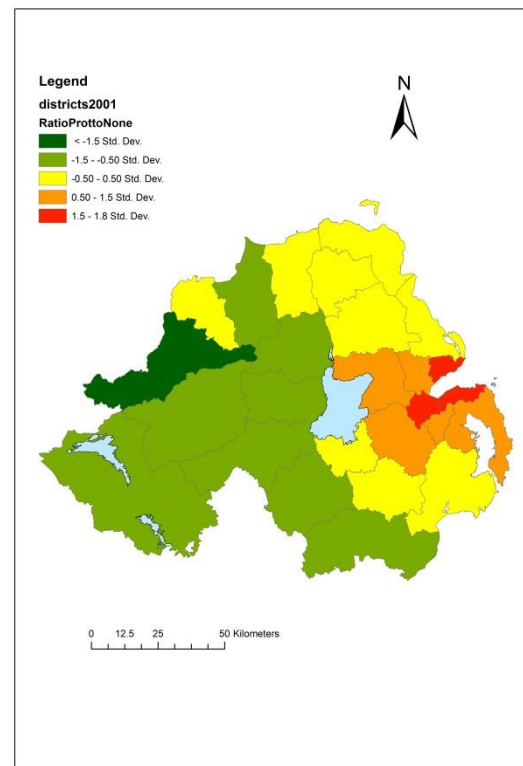 Legend
districts2001
RatioProttoNone
< -1.5 Std. Dev.
-1.5 - -0.50 Std. Dev.
-0.50 - 0.50 Std. Dev.
0.50 - 1.5 Std. Dev.
1.5 - 1.8 Std. Dev.
N
0 12.5 25 50 Kilometers